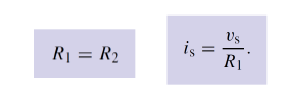 R₁ = R₂
iₛ = vₛ / R₁.